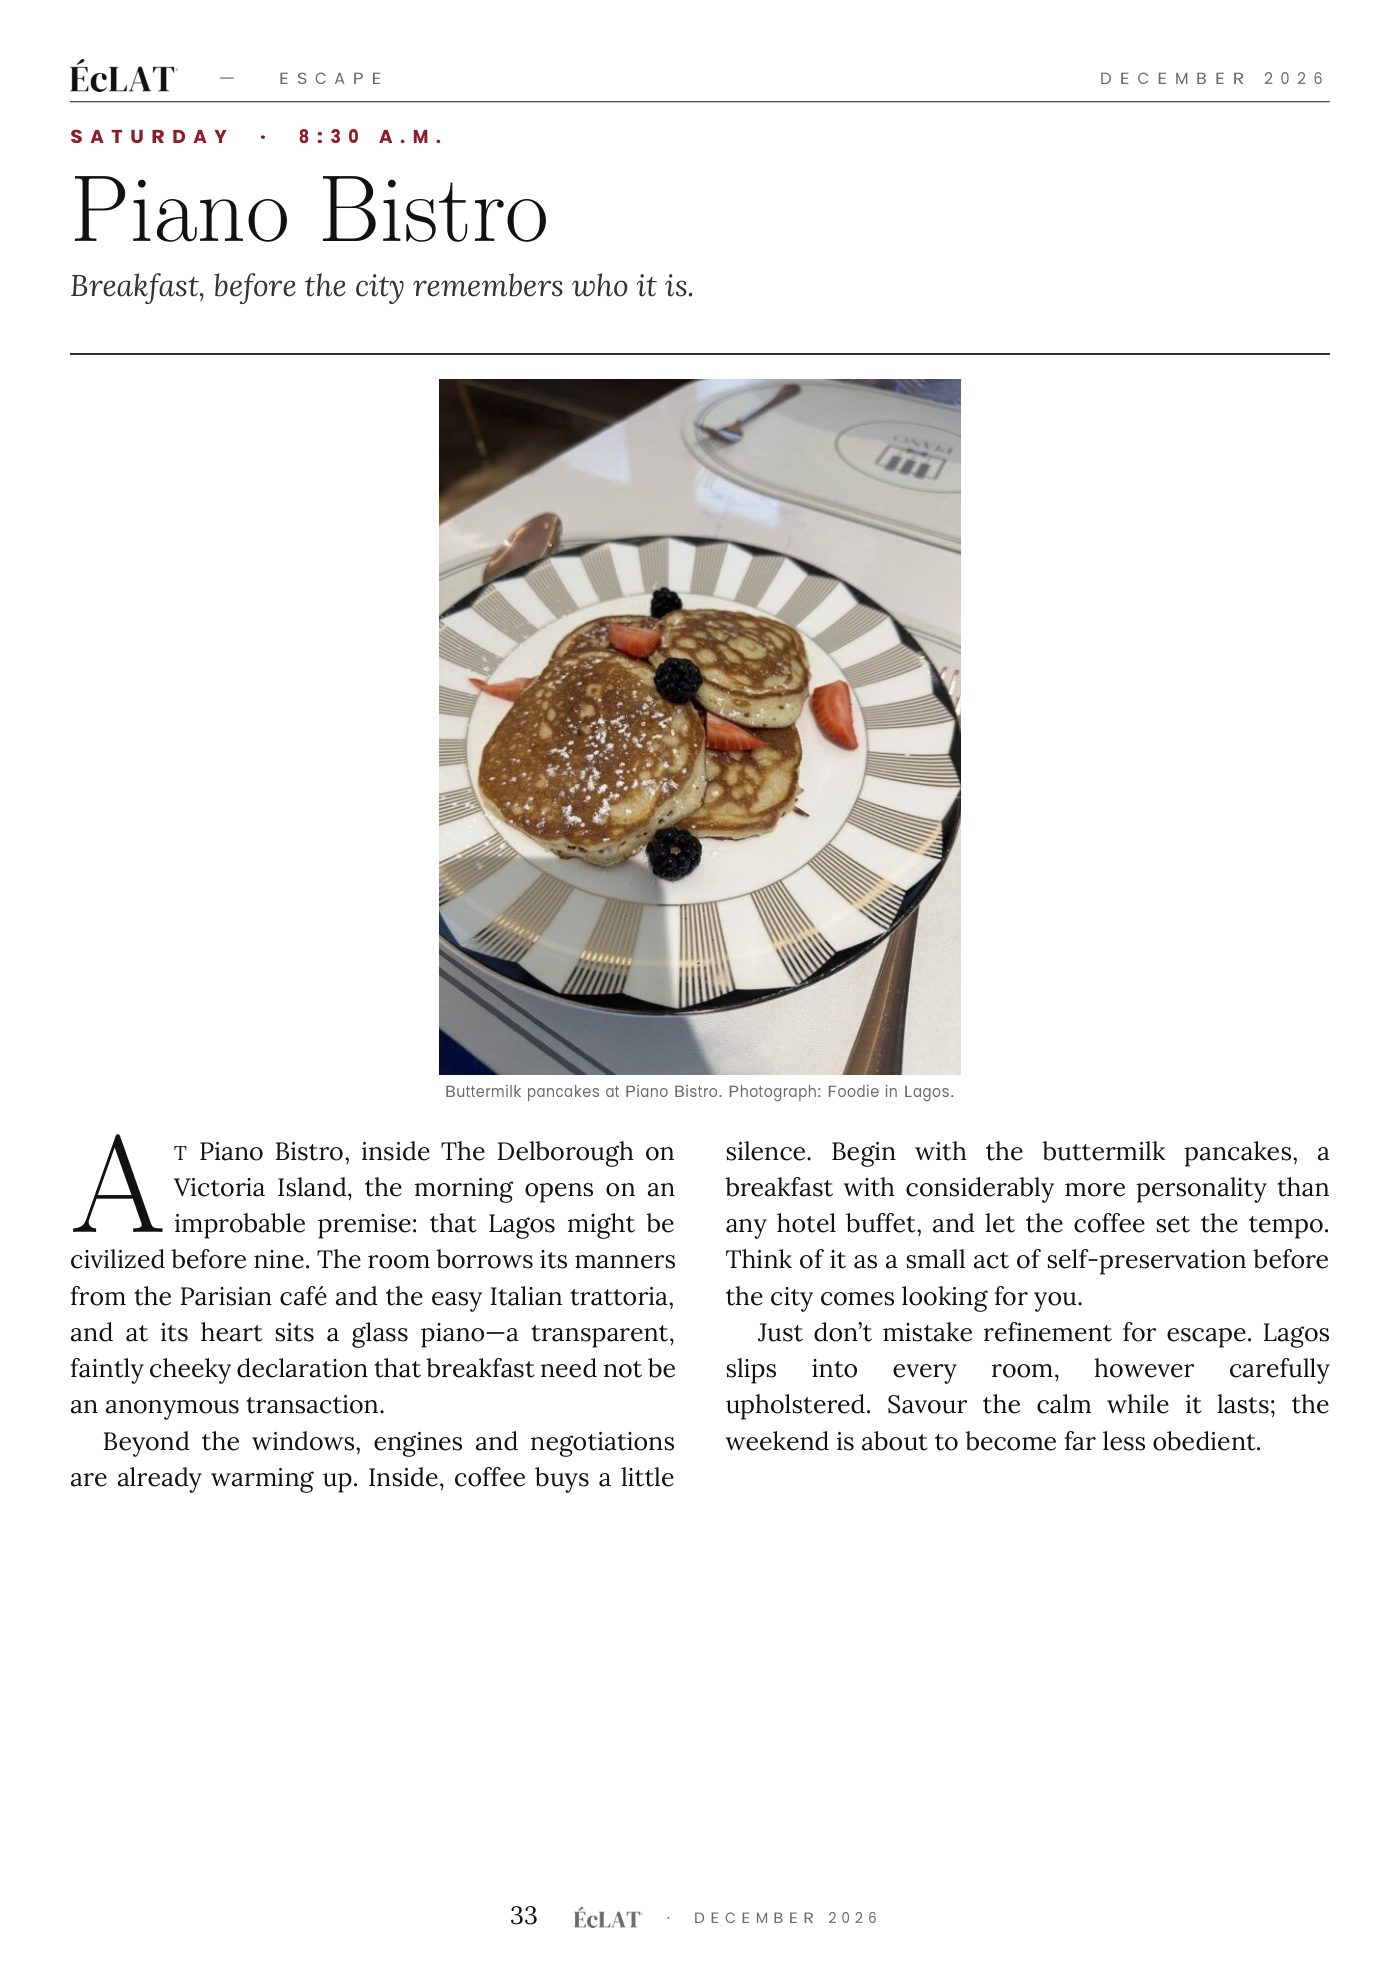 ÉcLAT — ESCAPE DECEMBER 2026
SATURDAY · 8:30 A.M.
Piano Bistro
Breakfast, before the city remembers who it is.
PIANO
Buttermilk pancakes at Piano Bistro. Photograph: Foodie in Lagos.
AT Piano Bistro, inside The Delborough on
Victoria Island, the morning opens on an
improbable premise: that Lagos might be
civilized before nine. The room borrows its manners
from the Parisian café and the easy Italian trattoria,
and at its heart sits a glass piano—a transparent,
faintly cheeky declaration that breakfast need not be
an anonymous transaction.
Beyond the windows, engines and negotiations
are already warming up. Inside, coffee buys a little
silence. Begin with the buttermilk pancakes, a
breakfast with considerably more personality than
any hotel buffet, and let the coffee set the tempo.
Think of it as a small act of self-preservation before
the city comes looking for you.
Just don’t mistake refinement for escape. Lagos
slips into every room, however carefully
upholstered. Savour the calm while it lasts; the
weekend is about to become far less obedient.
33 ÉcLAT · DECEMBER 2026